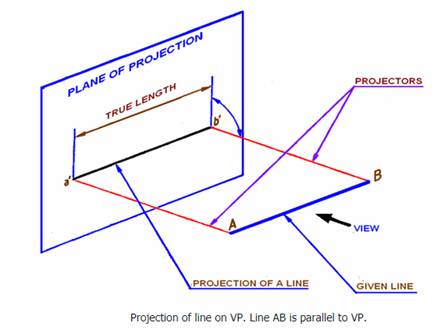 PLANE OF PROJECTION
PROJECTORS
TRUE LENGTH
b'
a'
B
A
VIEW
PROJECTION OF A LINE
GIVEN LINE
Projection of line on VP. Line AB is parallel to VP.